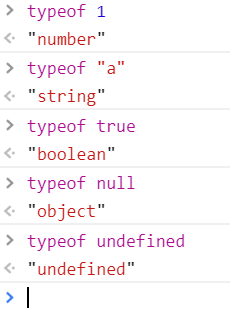 typeof 1
"number"
typeof "a"
"string"
typeof true
"boolean"
typeof null
"object"
typeof undefined
"undefined"